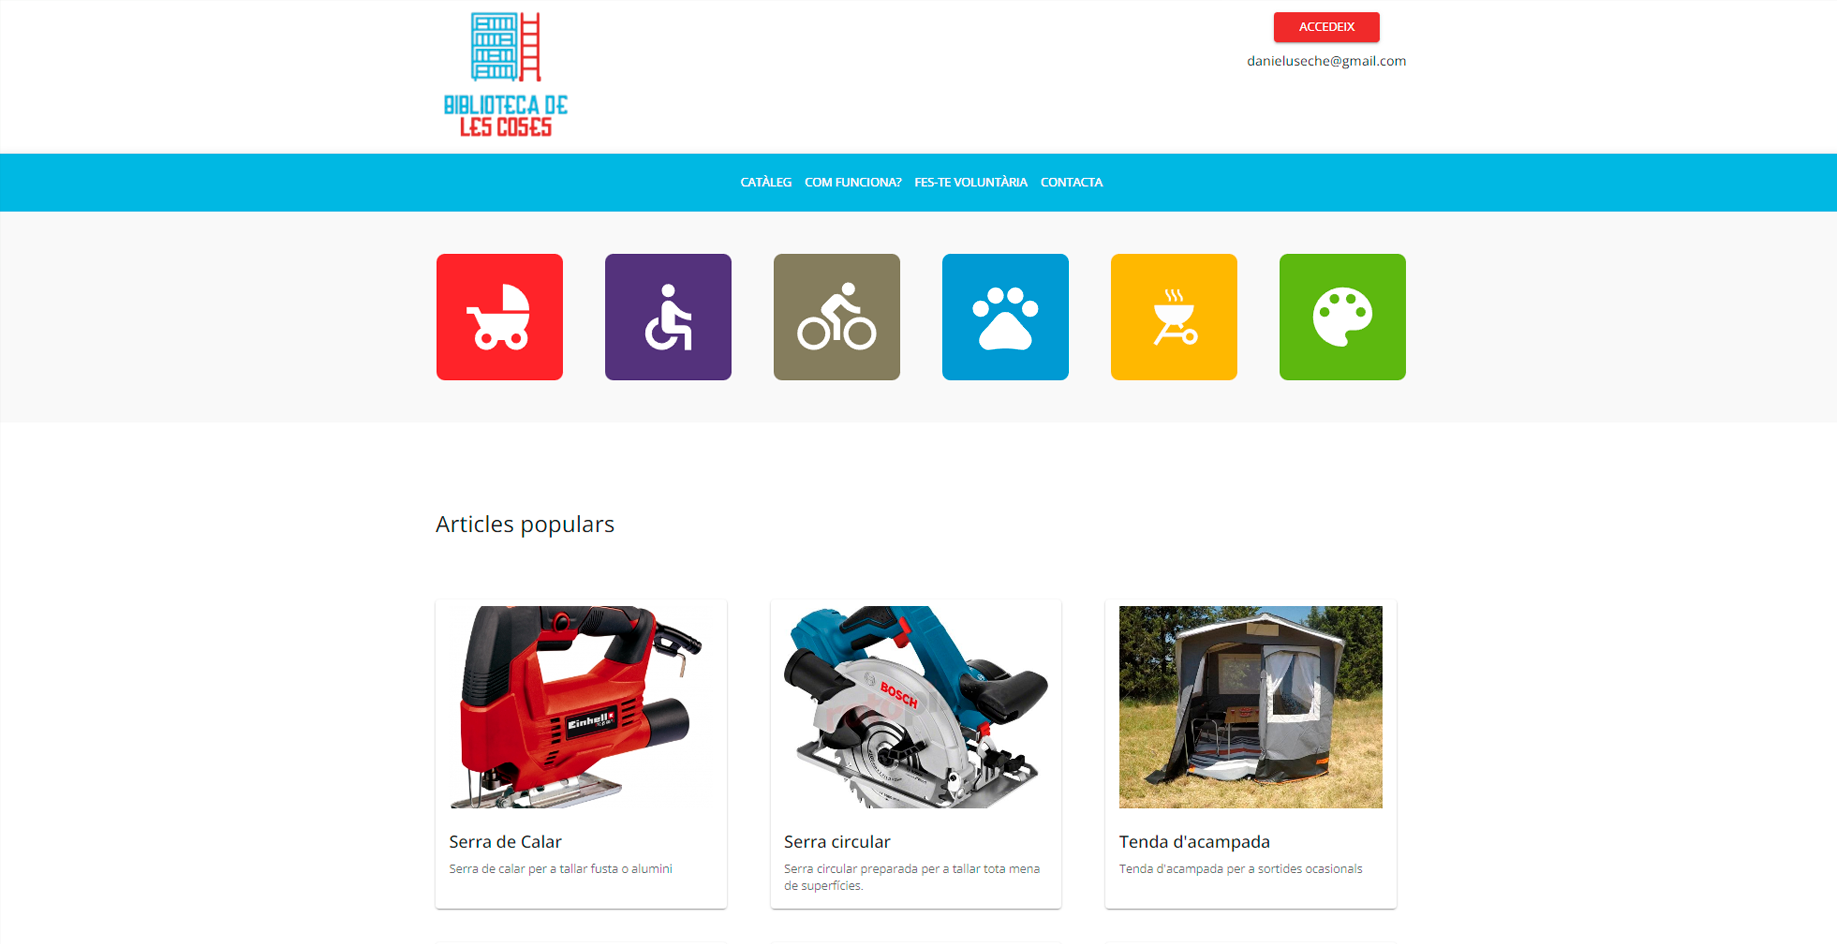 BIBLIOTECA DE
LES COSES
ACCEDEIX
danieluseche@gmail.com
CATÀLEG COM FUNCIONA? FES-TE VOLUNTÀRIA CONTACTA
Articles populars
Einhell
BOSCH
Serra de Calar
Serra de calar per a tallar fusta o alumini
Serra circular
Serra circular preparada per a tallar tota mena
de superfícies.
Tenda d'acampada
Tenda d'acampada per a sortides ocasionals